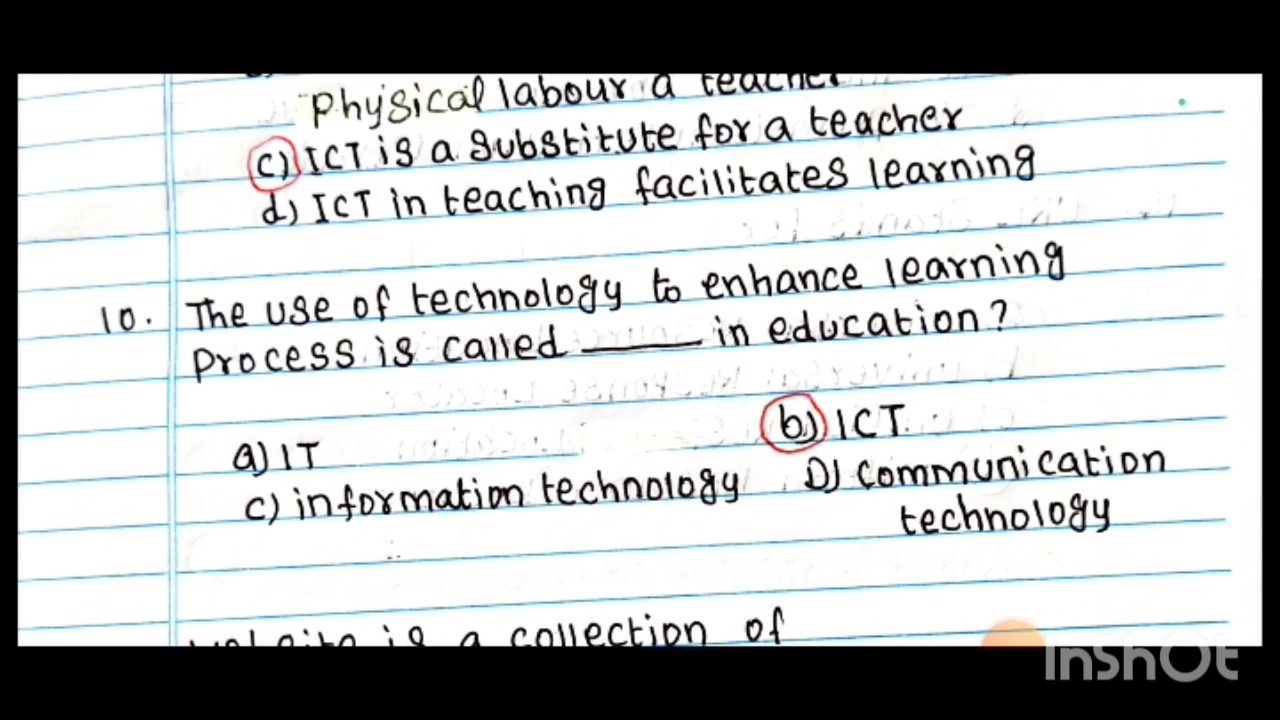 Physical labour a teacher
c) ICT is a substitute for a teacher
d) ICT in teaching facilitates learning
10. The use of technology to enhance learning
Process is called ______ in education?
a) IT
b) ICT
c) information technology
D) communication
technology
is a collection of
InShOt